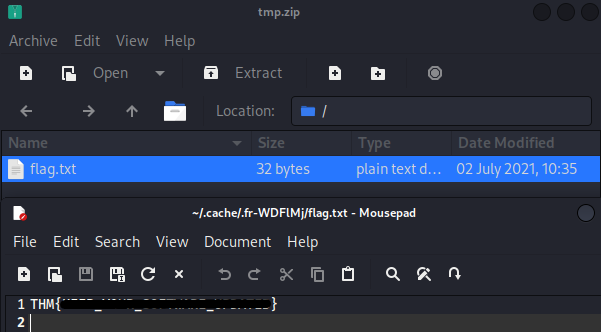 tmp.zip
Archive Edit View Help
Open Extract
Location: /
Name Size Type Date Modified
flag.txt 32 bytes plain text d... 02 July 2021, 10:35
~/.cache/.fr-WDFlMj/flag.txt - Mousepad
File Edit Search View Document Help
1 THM{ }
2